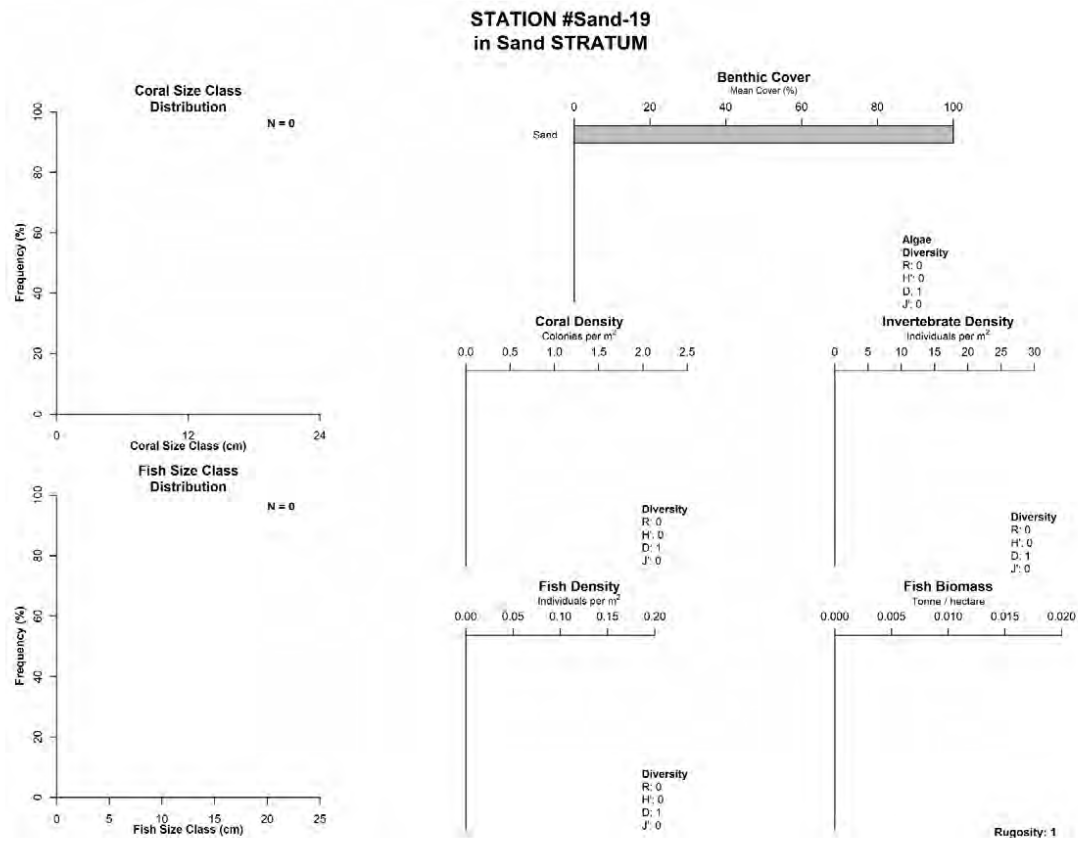 STATION #Sand-19
in Sand STRATUM
Coral Size Class
Distribution
N = 0
100
80
60
40
20
0
Frequency (%)
0 12 24
Coral Size Class (cm)
Benthic Cover
Mean Cover (%)
0 20 40 60 80 100
Sand
Algae
Diversity
R: 0
H': 0
D: 1
J': 0
Coral Density
Colonies per m²
0.0 0.5 1.0 1.5 2.0 2.5
Diversity
R: 0
H': 0
D: 1
J': 0
Invertebrate Density
Individuals per m²
0 5 10 15 20 25 30
Diversity
R: 0
H': 0
D: 1
J': 0
Fish Size Class
Distribution
N = 0
100
80
60
40
20
0
Frequency (%)
0 5 10 15 20 25
Fish Size Class (cm)
Fish Density
Individuals per m²
0.00 0.05 0.10 0.15 0.20
Diversity
R: 0
H': 0
D: 1
J': 0
Fish Biomass
Tonne / hectare
0.000 0.005 0.010 0.015 0.020
Rugosity: 1